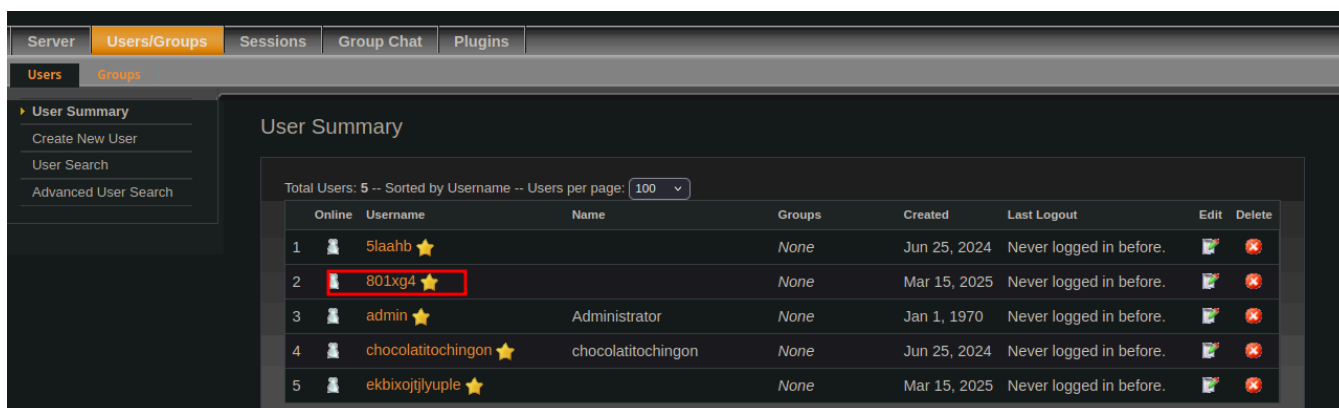 Server Users/Groups Sessions Group Chat Plugins
Users Groups
User Summary
Create New User
User Search
Advanced User Search
User Summary
Total Users: 5 -- Sorted by Username -- Users per page: 100
Online Username Name Groups Created Last Logout Edit Delete
1 5laahb None Jun 25, 2024 Never logged in before.
2 801xg4 None Mar 15, 2025 Never logged in before.
3 admin Administrator None Jan 1, 1970 Never logged in before.
4 chocolatitochingon chocolatitochingon None Jun 25, 2024 Never logged in before.
5 ekbixojtjlyuple None Mar 15, 2025 Never logged in before.